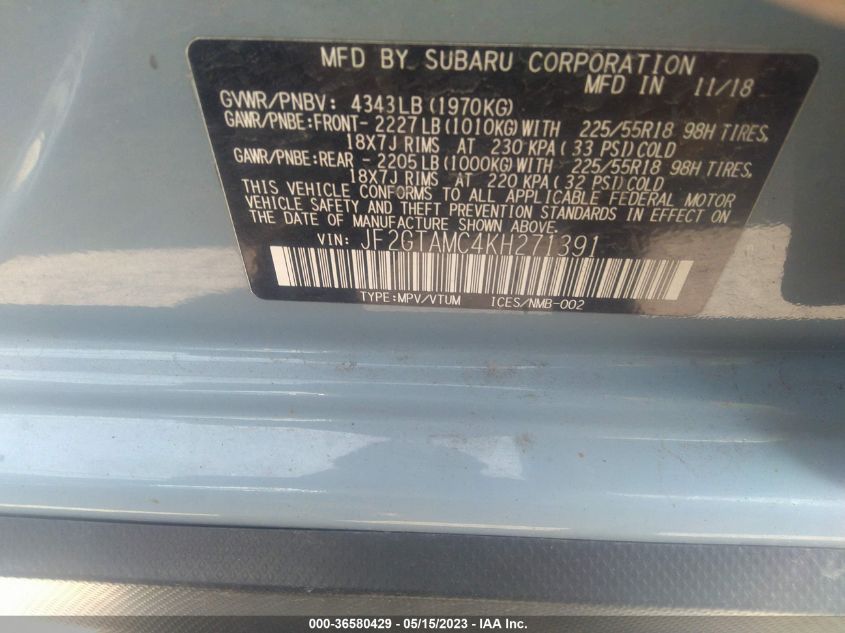 MFD BY SUBARU CORPORATION
MFD IN 11/18
GVWR/PNBV: 4343LB(1970KG)
GAWR/PNBE:FRONT- 2227LB(1010KG)WITH 225/55R18 98H TIRES,
18X7J RIMS AT 230 KPA(33 PSI)COLD
GAWR/PNBE:REAR - 2205LB(1000KG)WITH 225/55R18 98H TIRES,
18X7J RIMS AT 220 KPA(32 PSI)COLD
THIS VEHICLE CONFORMS TO ALL APPLICABLE FEDERAL MOTOR
VEHICLE SAFETY AND THEFT PREVENTION STANDARDS IN EFFECT ON
THE DATE OF MANUFACTURE SHOWN ABOVE.
VIN: JF2GTAMC4KH271391
TYPE:MPV/VTUM ICES/NMB-002
000-36580429 - 05/15/2023 - IAA Inc.